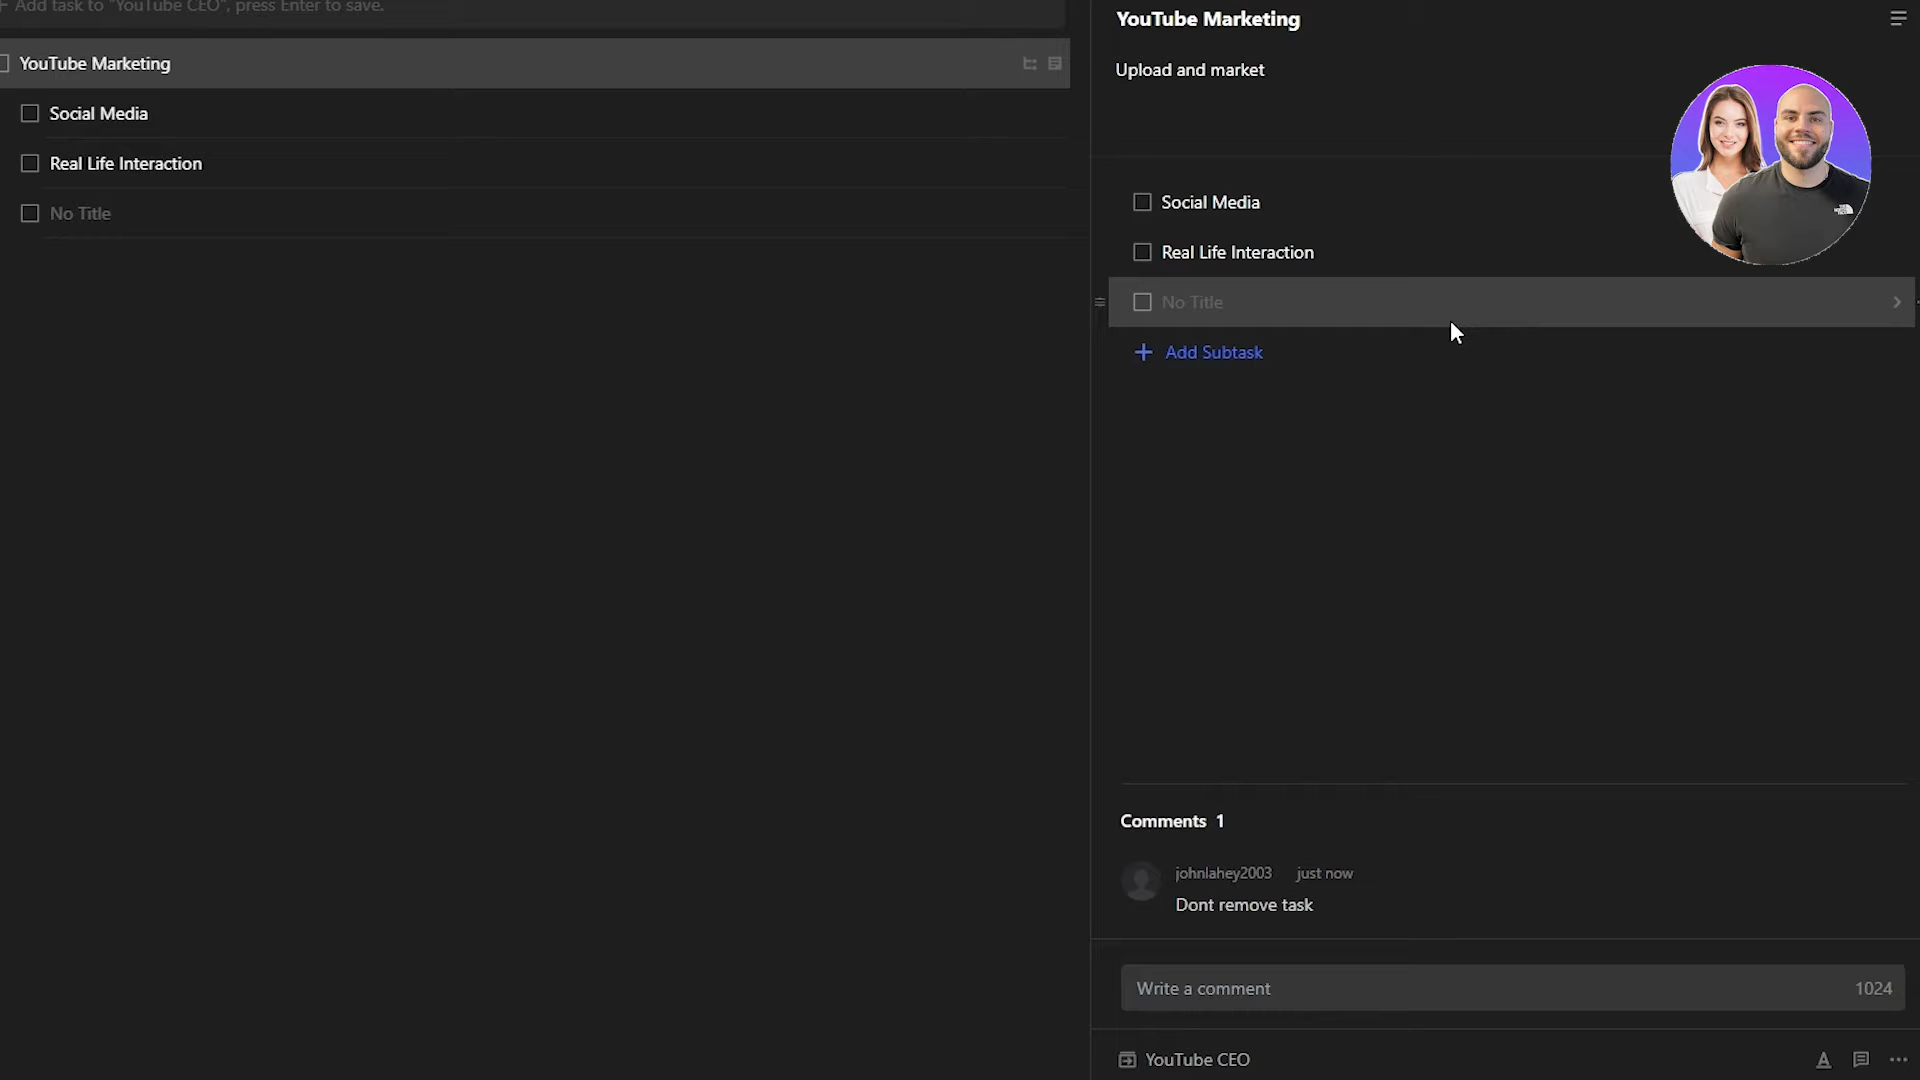 Add task to "YouTube CEO", press Enter to save.
YouTube Marketing
Social Media
Real Life Interaction
No Title
YouTube Marketing
Upload and market
Social Media
Real Life Interaction
No Title
Add Subtask
Comments 1
johnlahey2003 just now
Dont remove task
Write a comment 1024
YouTube CEO